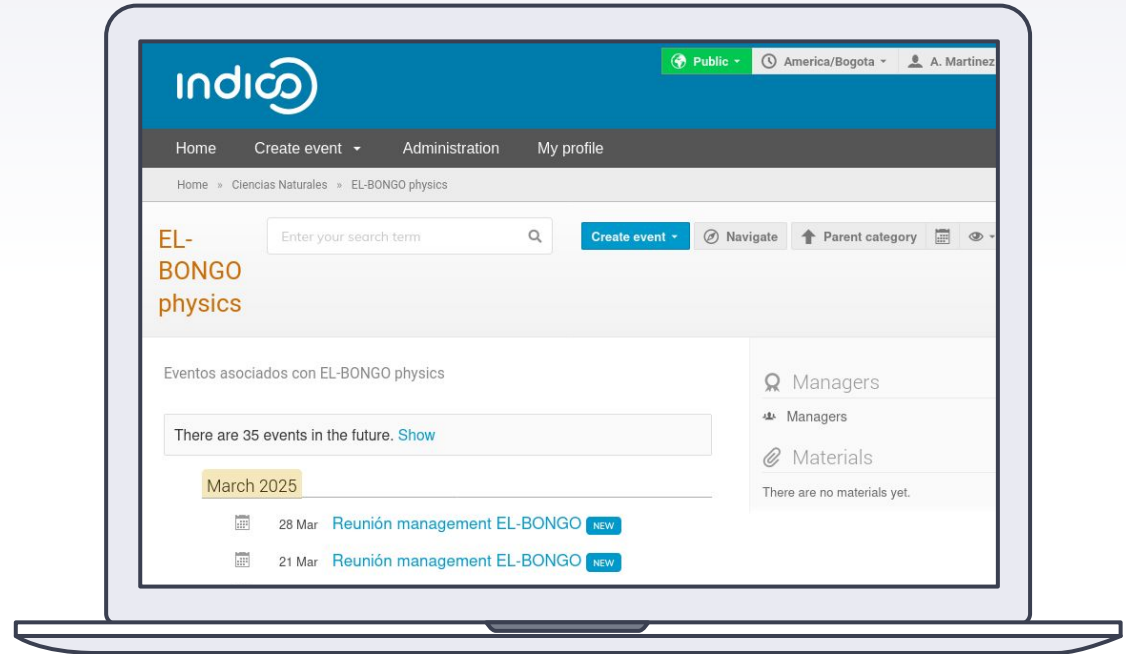 indico
Public
America/Bogota
A. Martinez
Home
Create event
Administration
My profile
Home » Ciencias Naturales » EL-BONGO physics
EL-
BONGO
physics
Enter your search term
Create event
Navigate
Parent category
Eventos asociados con EL-BONGO physics
There are 35 events in the future. Show
March 2025
28 Mar Reunión management EL-BONGO NEW
21 Mar Reunión management EL-BONGO NEW
Managers
Managers
Materials
There are no materials yet.